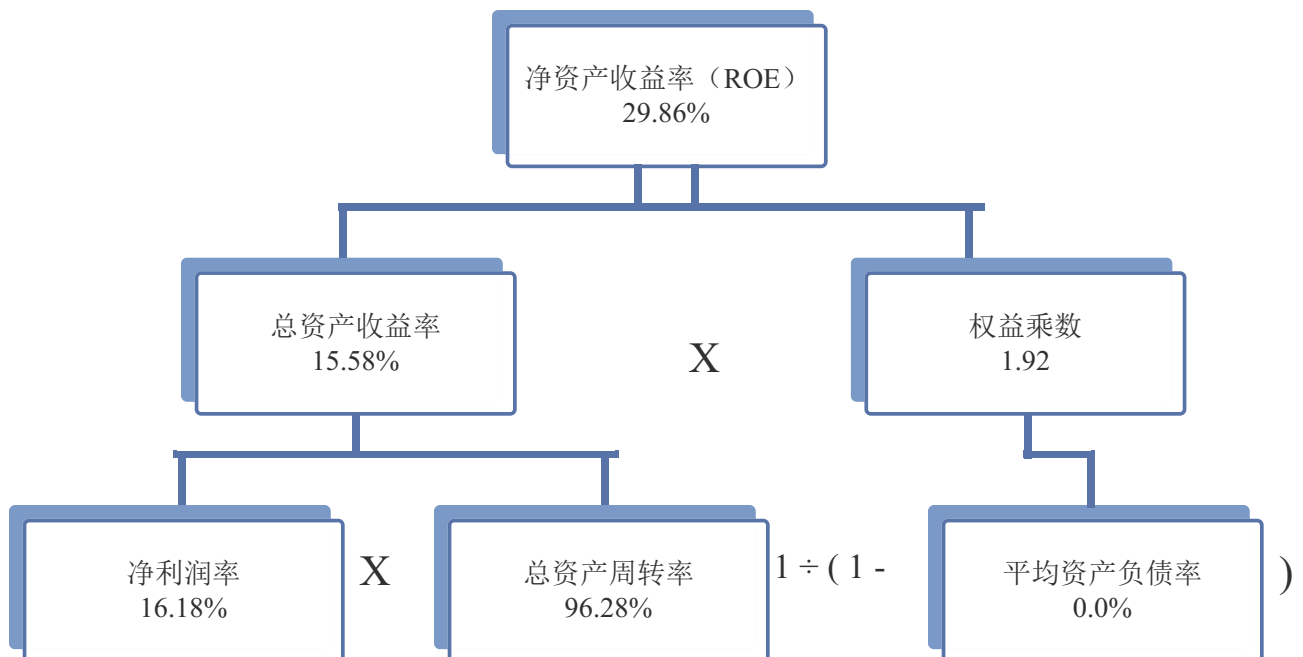 净资产收益率（ROE）
29.86%
总资产收益率
15.58%
X
权益乘数
1.92
净利润率
16.18%
X
总资产周转率
96.28%
1 ÷ ( 1 -
平均资产负债率
0.0%
)